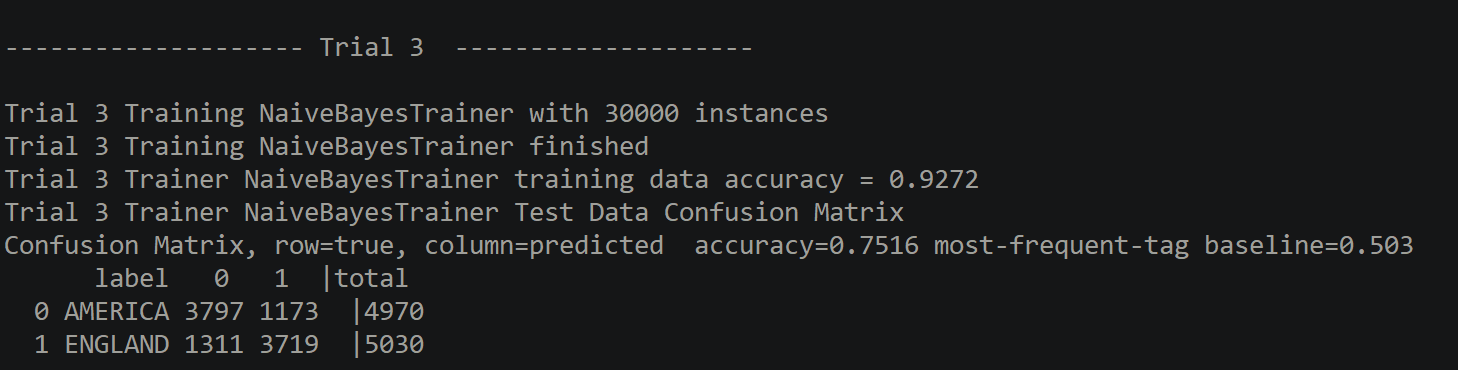 -------------------- Trial 3  --------------------
Trial 3 Training NaiveBayesTrainer with 30000 instances
Trial 3 Training NaiveBayesTrainer finished
Trial 3 Trainer NaiveBayesTrainer training data accuracy = 0.9272
Trial 3 Trainer NaiveBayesTrainer Test Data Confusion Matrix
Confusion Matrix, row=true, column=predicted  accuracy=0.7516 most-frequent-tag baseline=0.503
      label   0   1  |total
  0 AMERICA 3797 1173  |4970
  1 ENGLAND 1311 3719  |5030